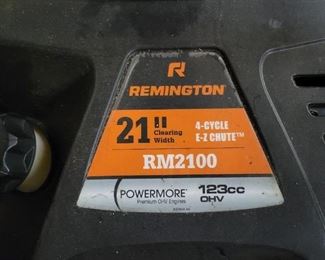 R
REMINGTON
21" Clearing Width
4-CYCLE
E-Z CHUTE™
RM2100
POWERMORE®
Premium OHV Engines
123cc
OHV